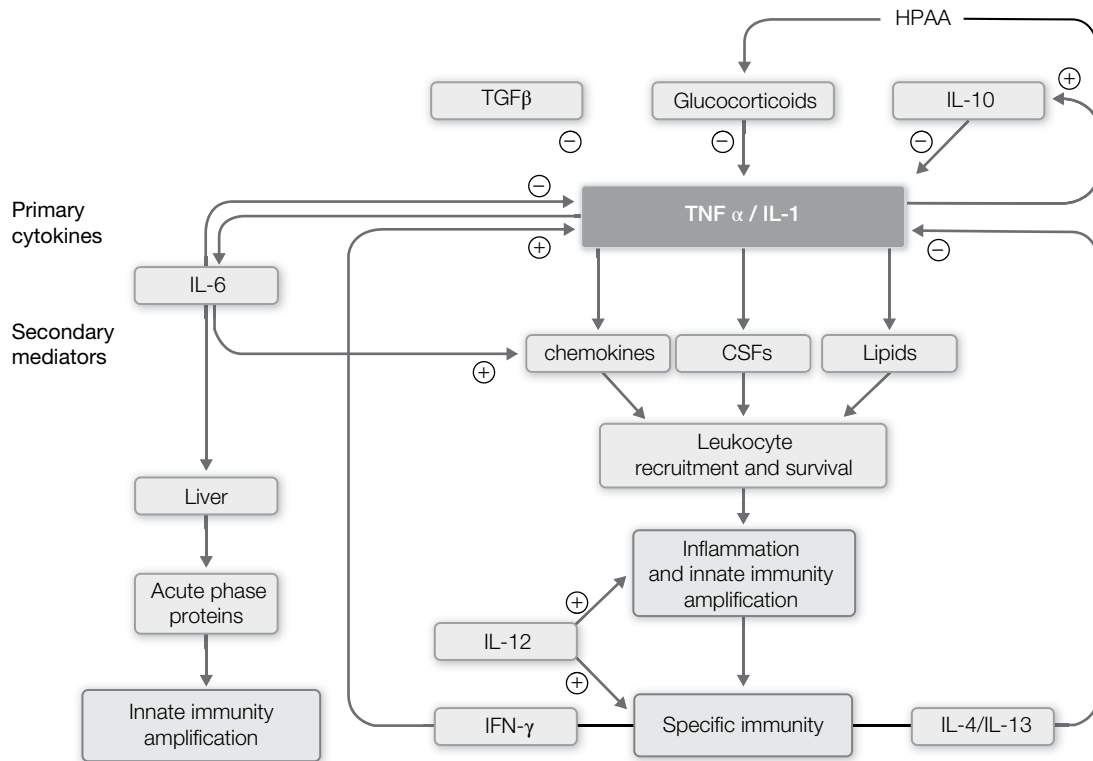 HPAA
TGFβ
Glucocorticoids
IL-10
+
−
−
−
−
Primary
cytokines
TNF α / IL-1
+
−
IL-6
Secondary
mediators
+
chemokines
CSFs
Lipids
Leukocyte
recruitment and survival
Liver
Inflammation
and innate immunity
amplification
Acute phase
proteins
+
IL-12
+
Innate immunity
amplification
IFN-γ
Specific immunity
IL-4/IL-13